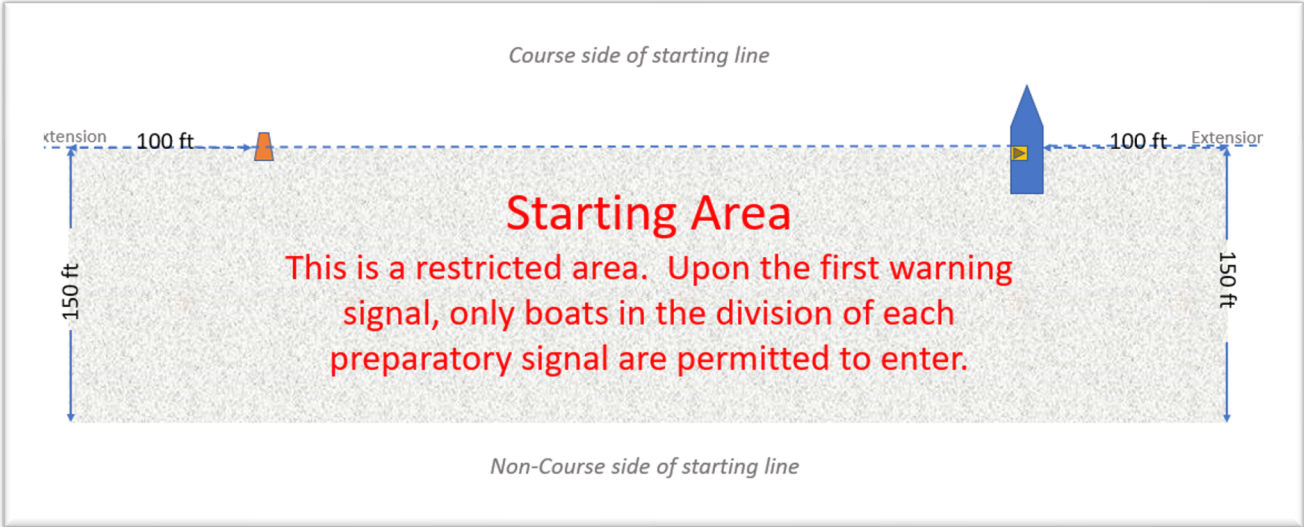 Course side of starting line
xtension
100 ft
100 ft
Extension
Starting Area
This is a restricted area.  Upon the first warning
signal, only boats in the division of each
preparatory signal are permitted to enter.
150 ft
150 ft
Non-Course side of starting line